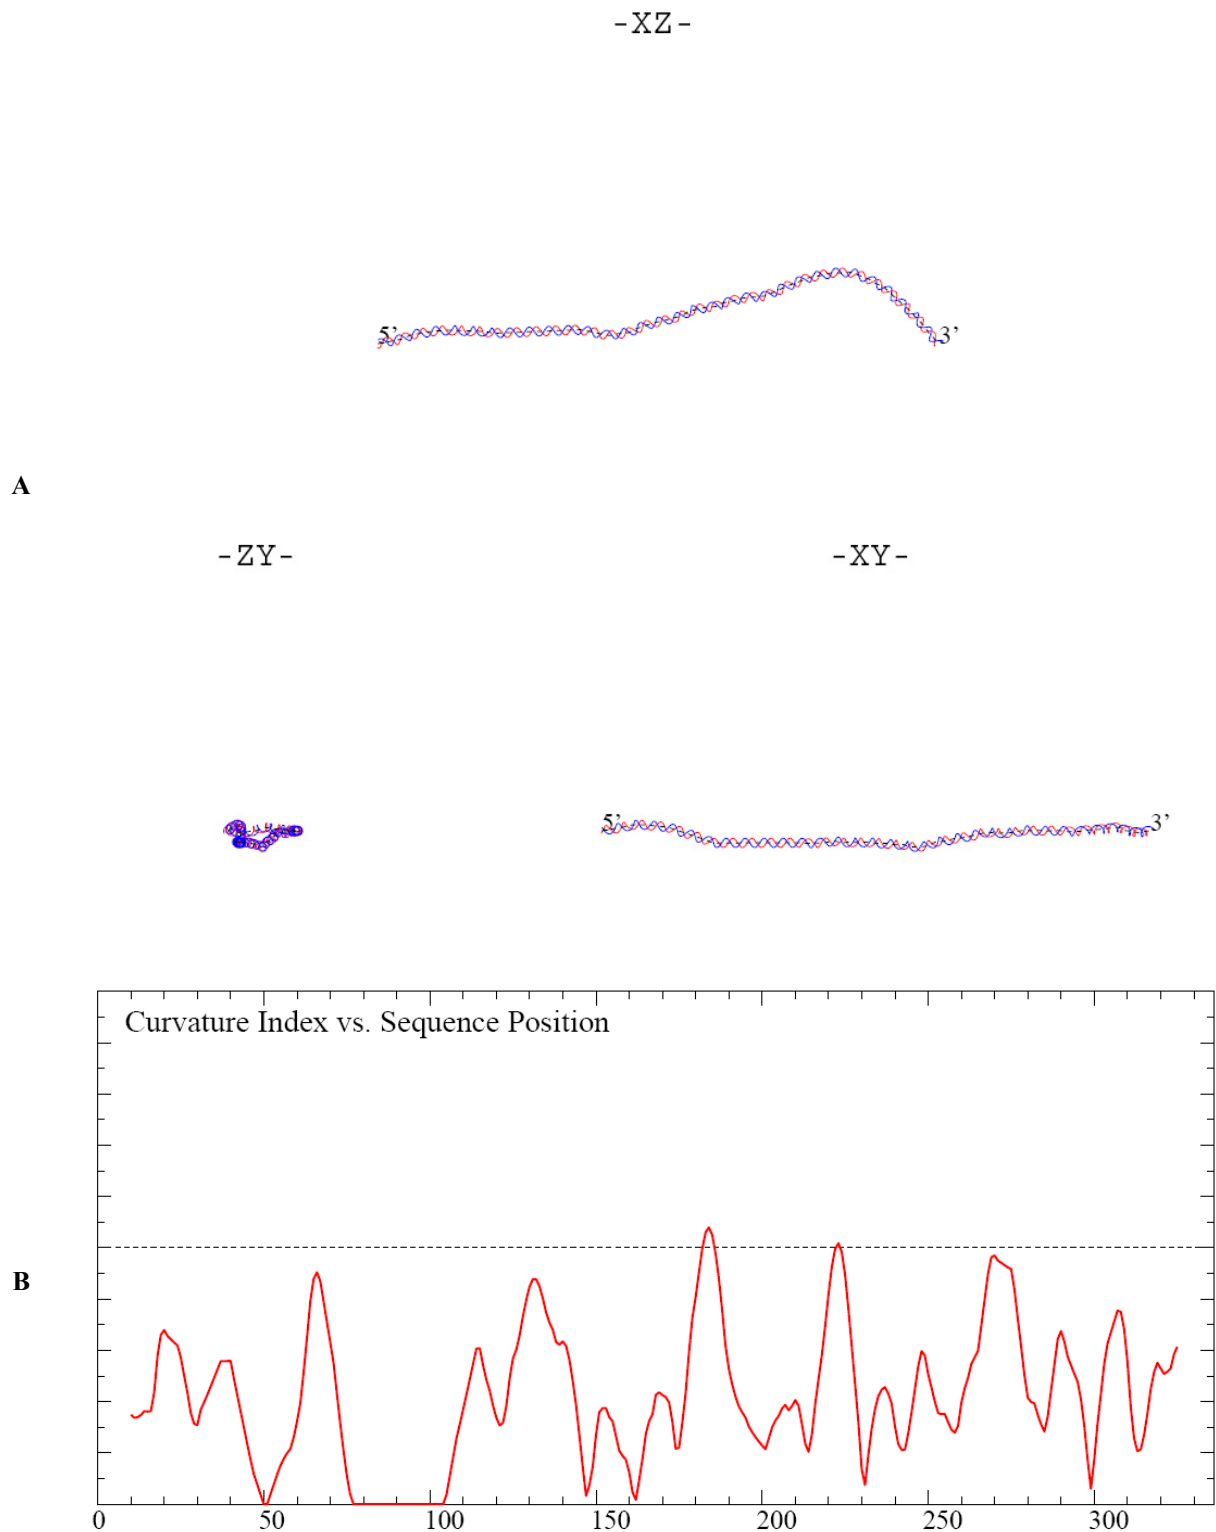 -XZ-
5’
3’
A
-ZY-
-XY-
5’
3’
Curvature Index vs. Sequence Position
B
0 50 100 150 200 250 300